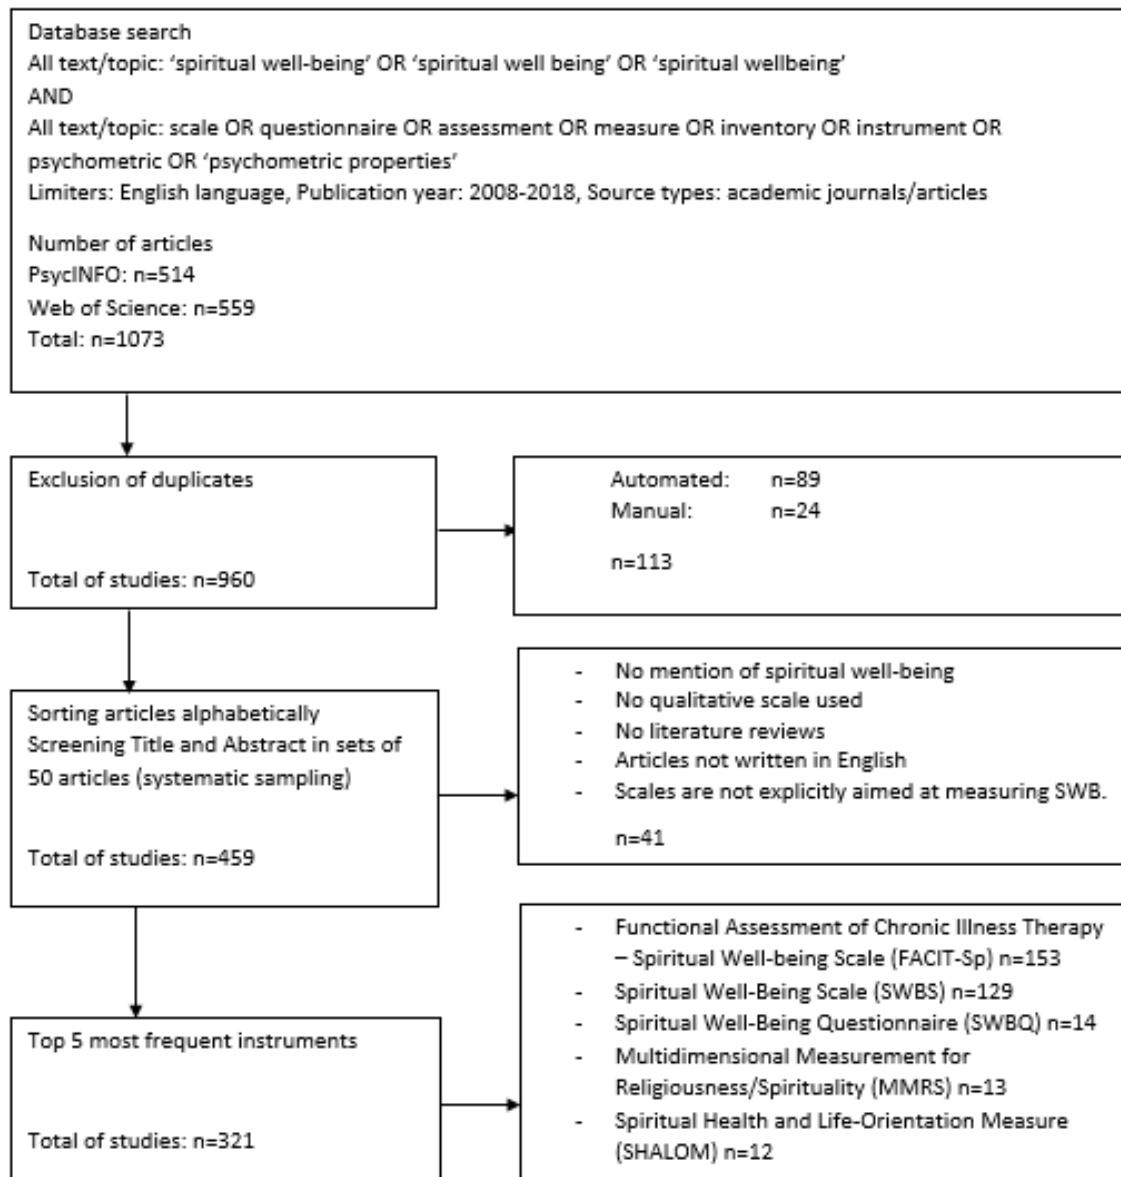 Database search
All text/topic: ‘spiritual well-being’ OR ‘spiritual well being’ OR ‘spiritual wellbeing’
AND
All text/topic: scale OR questionnaire OR assessment OR measure OR inventory OR instrument OR
psychometric OR ‘psychometric properties’
Limiters: English language, Publication year: 2008-2018, Source types: academic journals/articles
Number of articles
PsycINFO: n=514
Web of Science: n=559
Total: n=1073
Exclusion of duplicates
Total of studies: n=960
Automated: n=89
Manual: n=24
n=113
Sorting articles alphabetically
Screening Title and Abstract in sets of
50 articles (systematic sampling)
Total of studies: n=459
- No mention of spiritual well-being
- No qualitative scale used
- No literature reviews
- Articles not written in English
- Scales are not explicitly aimed at measuring SWB.
n=41
Top 5 most frequent instruments
Total of studies: n=321
- Functional Assessment of Chronic Illness Therapy
– Spiritual Well-being Scale (FACIT-Sp) n=153
- Spiritual Well-Being Scale (SWBS) n=129
- Spiritual Well-Being Questionnaire (SWBQ) n=14
- Multidimensional Measurement for
Religiousness/Spirituality (MMRS) n=13
- Spiritual Health and Life-Orientation Measure
(SHALOM) n=12